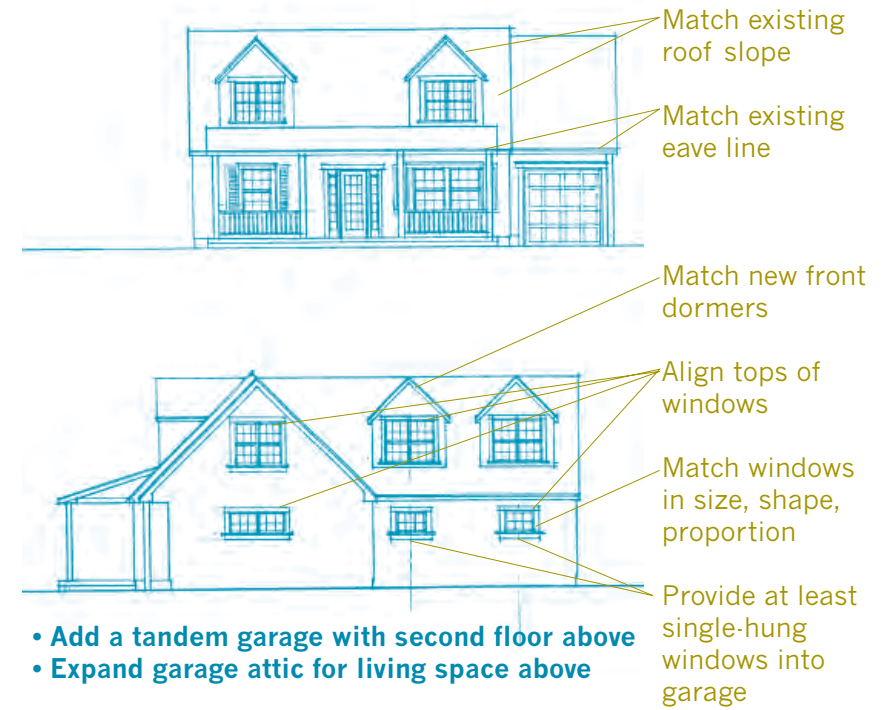 Match existing
roof slope
Match existing
eave line
Match new front
dormers
Align tops of
windows
Match windows
in size, shape,
proportion
Provide at least
single-hung
windows into
garage
• Add a tandem garage with second floor above
• Expand garage attic for living space above